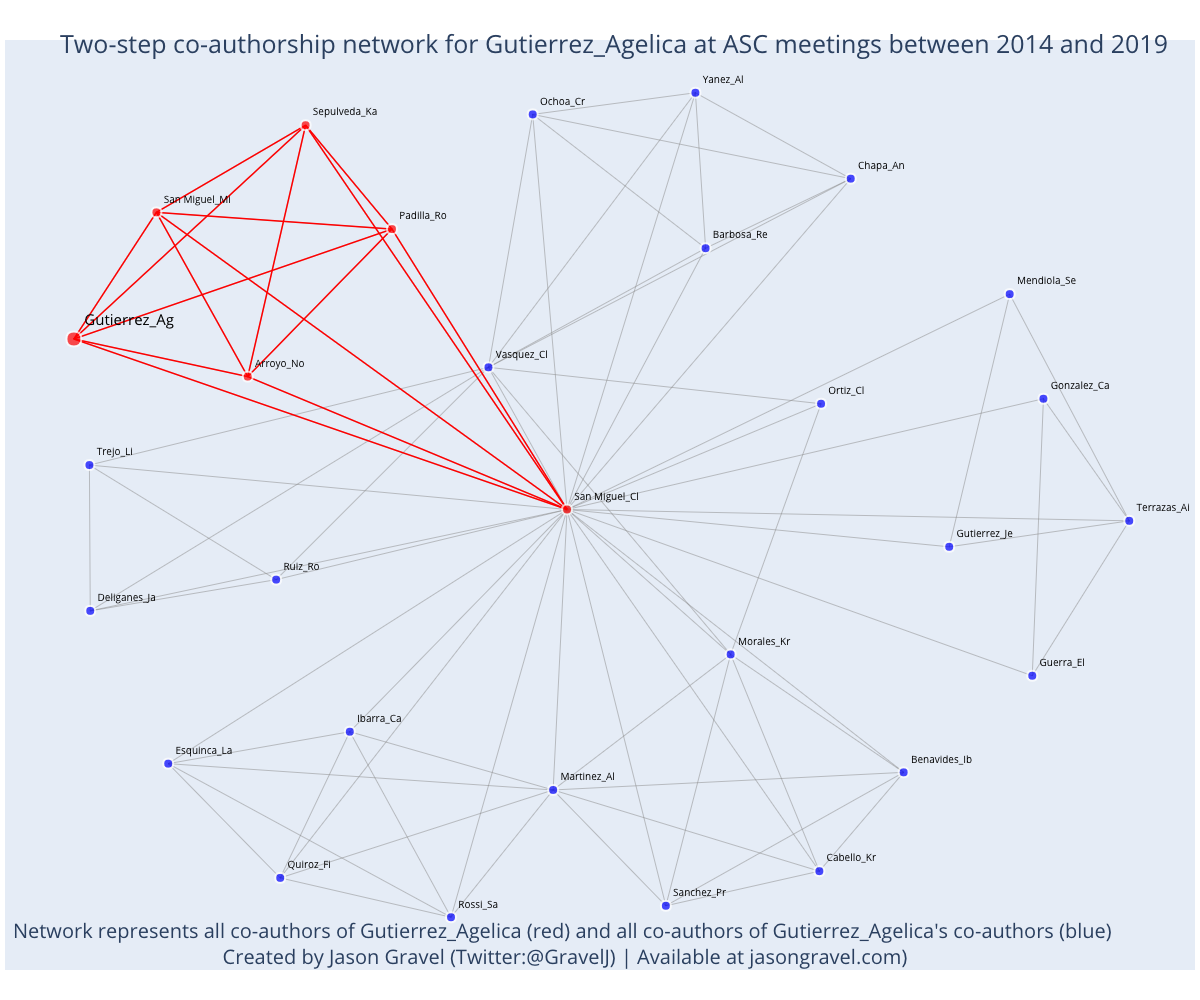 Two-step co-authorship network for Gutierrez_Agelica at ASC meetings between 2014 and 2019
Yanez_Al
Ochoa_Cr
Sepulveda_Ka
Chapa_An
San Miguel_Mi
Padilla_Ro
Barbosa_Re
Mendiola_Se
Gutierrez_Ag
Vasquez_Cl
Arroyo_No
Gonzalez_Ca
Ortiz_Cl
Trejo_Li
San Miguel_Cl
Terrazas_Al
Gutierrez_Je
Ruiz_Ro
Deliganes_Ja
Morales_Kr
Guerra_El
Ibarra_Ca
Esquinca_La
Benavides_Ib
Martinez_Al
Cabello_Kr
Quiroz_Fi
Sanchez_Pr
Rossi_Sa
Network represents all co-authors of Gutierrez_Agelica (red) and all co-authors of Gutierrez_Agelica's co-authors (blue)
Created by Jason Gravel (Twitter:@GravelJ) | Available at jasongravel.com)